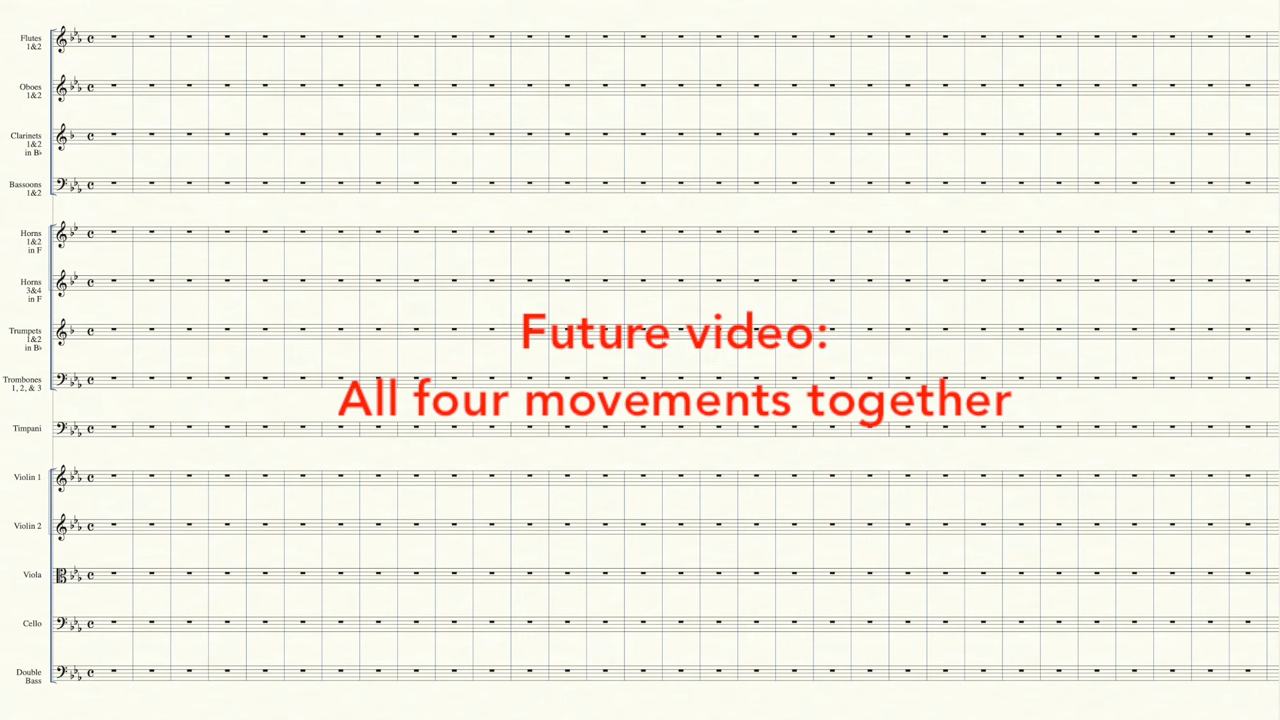 Flutes
1&2
Oboes
1&2
Clarinets
1&2
in B♭
Bassoons
1&2
Horns
1&2
in F
Horns
3&4
in F
Trumpets
1&2
in B♭
Trombones
1, 2, & 3
Future video:
All four movements together
Timpani
Violin 1
Violin 2
Viola
Cello
Double
Bass